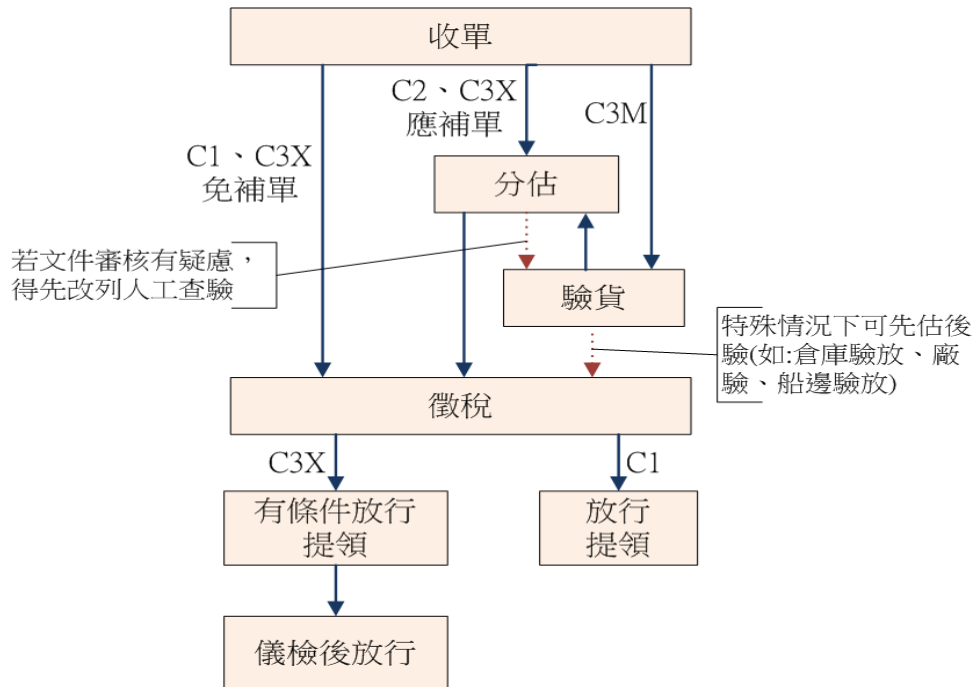 收單
C2、C3X
應補單
C3M
C1、C3X
免補單
分估
若文件審核有疑慮，
得先改列人工查驗
驗貨
特殊情況下可先估後
驗(如:倉庫驗放、廠
驗、船邊驗放)
徵稅
C3X
C1
有條件放行
提領
放行
提領
儀檢後放行